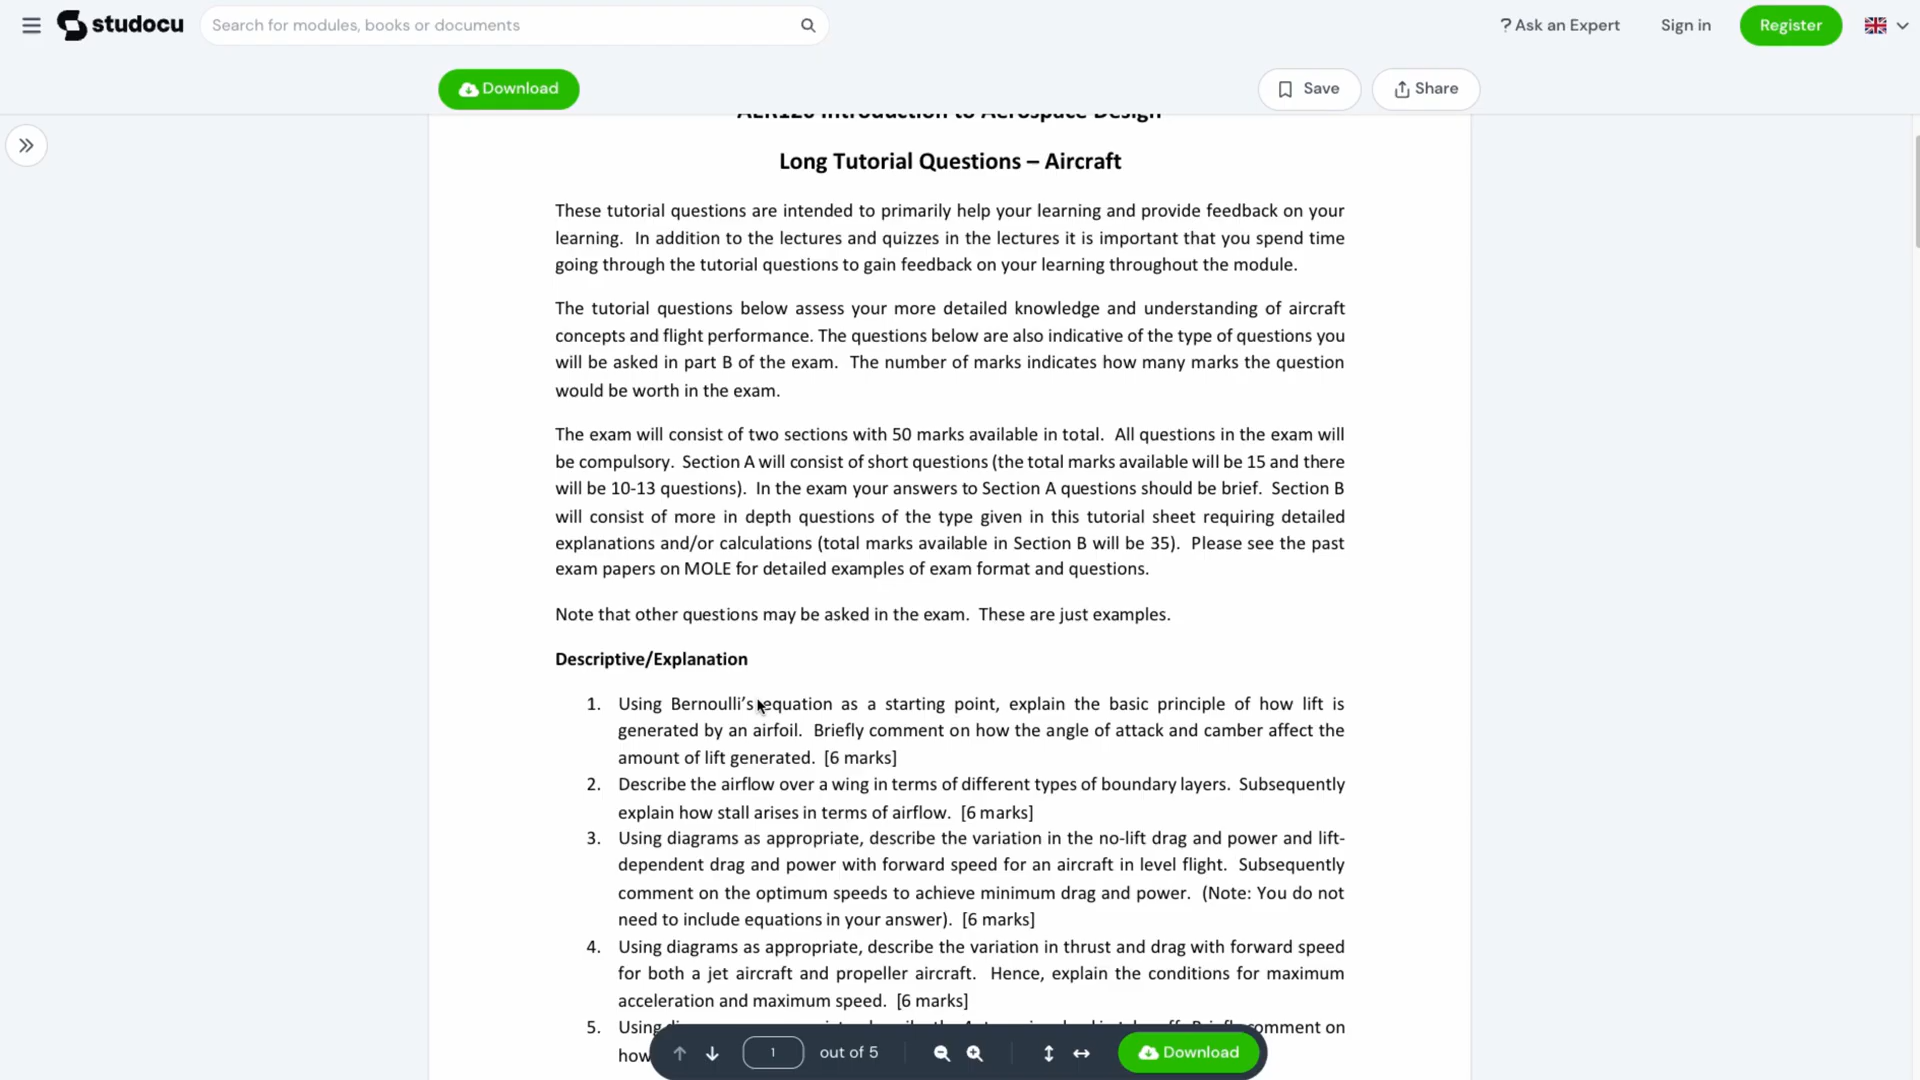 studocu
Search for modules, books or documents
? Ask an Expert
Sign in
Register
Download
Save
Share
AER120 Introduction to Aerospace Design
Long Tutorial Questions – Aircraft
These tutorial questions are intended to primarily help your learning and provide feedback on your
learning. In addition to the lectures and quizzes in the lectures it is important that you spend time
going through the tutorial questions to gain feedback on your learning throughout the module.
The tutorial questions below assess your more detailed knowledge and understanding of aircraft
concepts and flight performance. The questions below are also indicative of the type of questions you
will be asked in part B of the exam. The number of marks indicates how many marks the question
would be worth in the exam.
The exam will consist of two sections with 50 marks available in total. All questions in the exam will
be compulsory. Section A will consist of short questions (the total marks available will be 15 and there
will be 10-13 questions). In the exam your answers to Section A questions should be brief. Section B
will consist of more in depth questions of the type given in this tutorial sheet requiring detailed
explanations and/or calculations (total marks available in Section B will be 35). Please see the past
exam papers on MOLE for detailed examples of exam format and questions.
Note that other questions may be asked in the exam. These are just examples.
Descriptive/Explanation
1. Using Bernoulli's equation as a starting point, explain the basic principle of how lift is
generated by an airfoil. Briefly comment on how the angle of attack and camber affect the
amount of lift generated. [6 marks]
2. Describe the airflow over a wing in terms of different types of boundary layers. Subsequently
explain how stall arises in terms of airflow. [6 marks]
3. Using diagrams as appropriate, describe the variation in the no-lift drag and power and lift-
dependent drag and power with forward speed for an aircraft in level flight. Subsequently
comment on the optimum speeds to achieve minimum drag and power. (Note: You do not
need to include equations in your answer). [6 marks]
4. Using diagrams as appropriate, describe the variation in thrust and drag with forward speed
for both a jet aircraft and propeller aircraft. Hence, explain the conditions for maximum
acceleration and maximum speed. [6 marks]
5. Using comment on
how
1 out of 5
Download